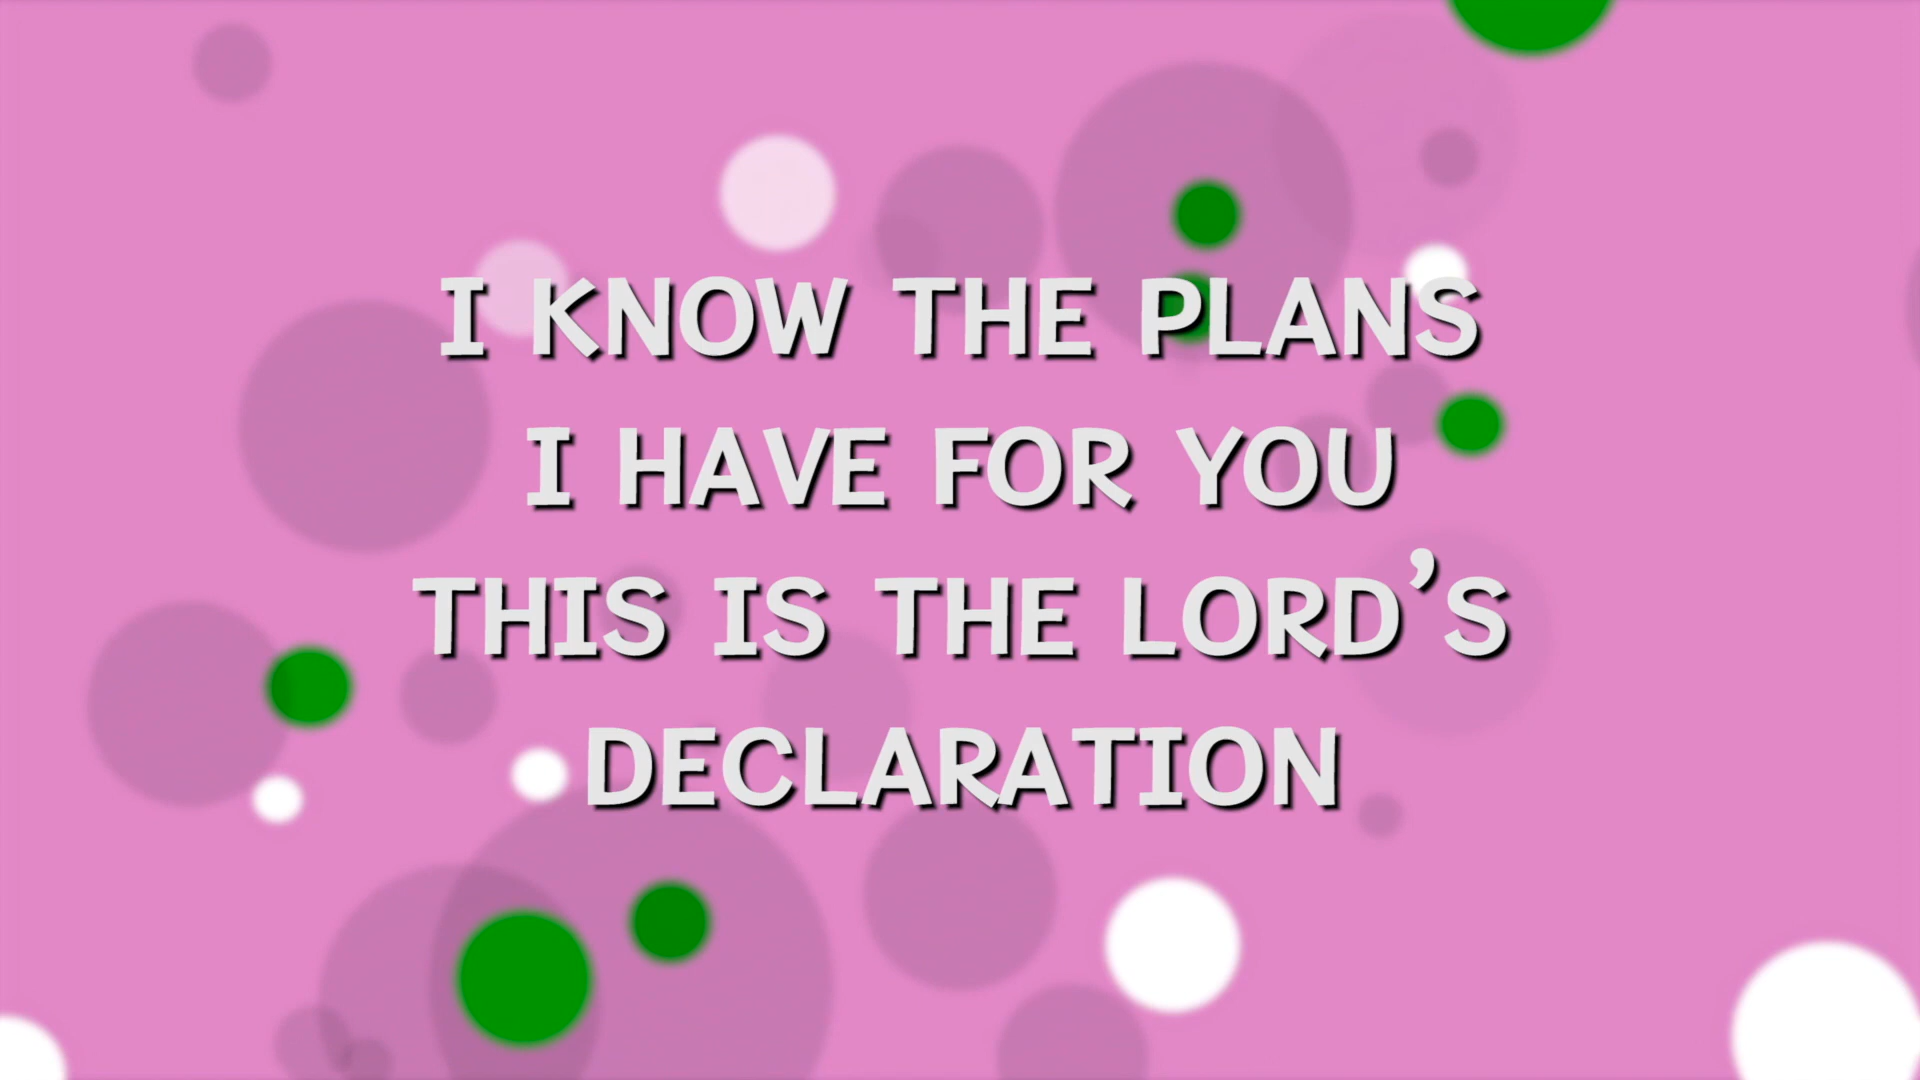 I KNOW THE PLANS
I HAVE FOR YOU
THIS IS THE LORD’S
DECLARATION